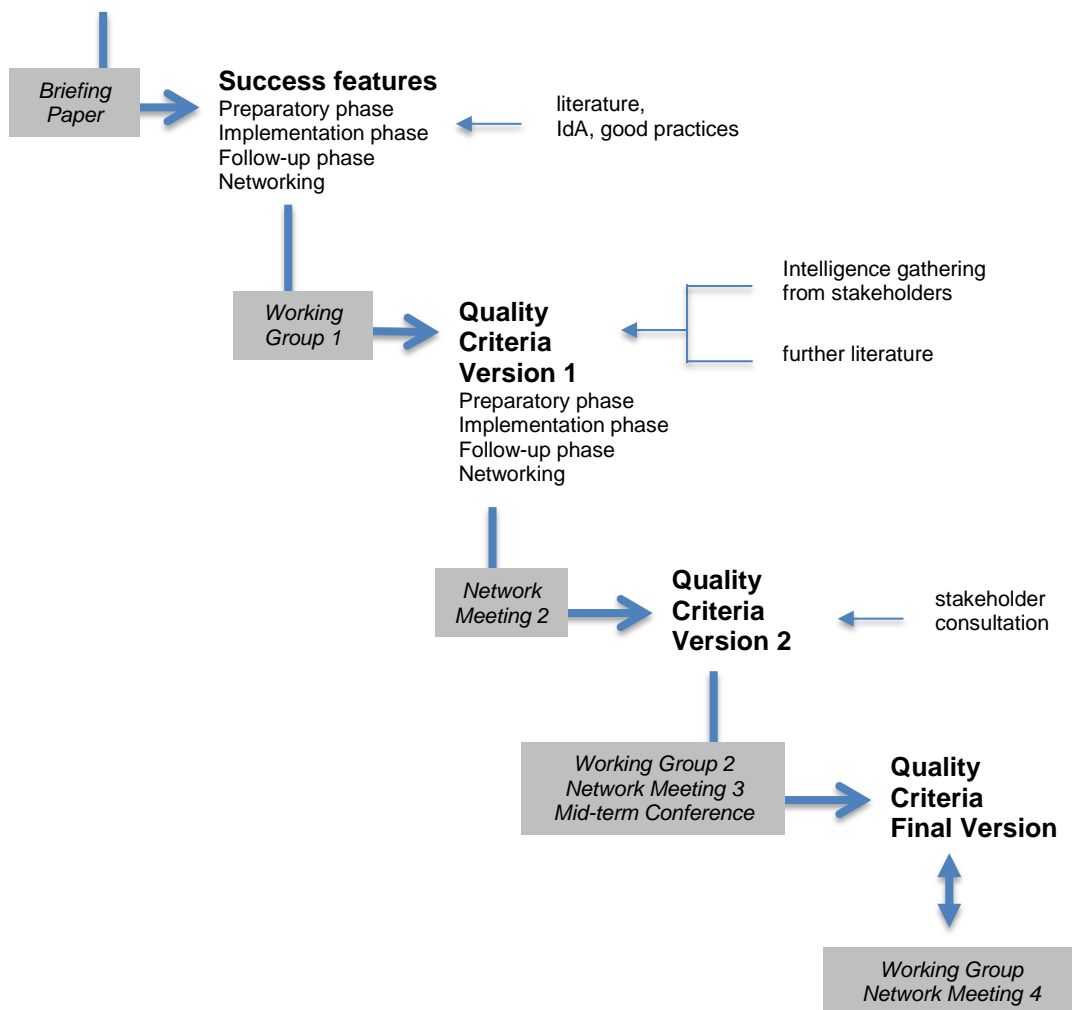 Briefing
Paper
Success features
Preparatory phase
Implementation phase
Follow-up phase
Networking
literature,
IdA, good practices
Working
Group 1
Quality
Criteria
Version 1
Preparatory phase
Implementation phase
Follow-up phase
Networking
Intelligence gathering
from stakeholders
further literature
Network
Meeting 2
Quality
Criteria
Version 2
stakeholder
consultation
Working Group 2
Network Meeting 3
Mid-term Conference
Quality
Criteria
Final Version
Working Group
Network Meeting 4